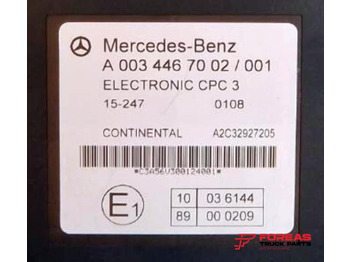 Mercedes-Benz
A 003 446 70 02 / 001
ELECTRONIC CPC 3
15-247 0108
CONTINENTAL A2C32927205
*C3A56V300124001*
E1
10 03 6144
89 00 0209
FOREAS
TRUCK PARTS